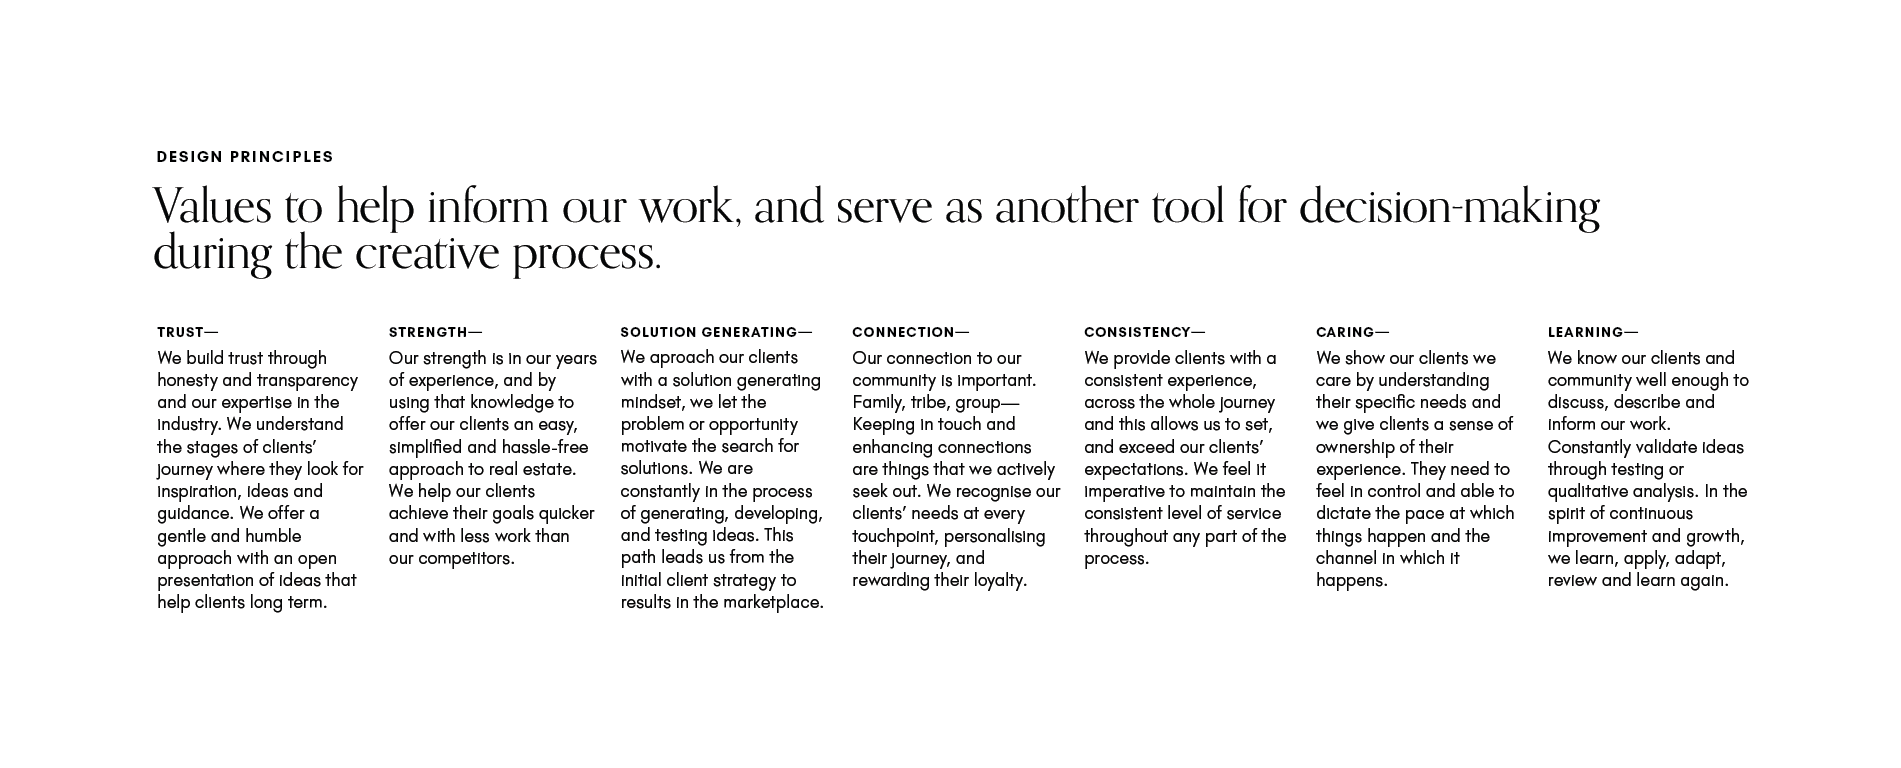 DESIGN PRINCIPLES
Values to help inform our work, and serve as another tool for decision-making
during the creative process.
TRUST—
We build trust through
honesty and transparency
and our expertise in the
industry. We understand
the stages of clients’
journey where they look for
inspiration, ideas and
guidance. We offer a
gentle and humble
approach with an open
presentation of ideas that
help clients long term.
STRENGTH—
Our strength is in our years
of experience, and by
using that knowledge to
offer our clients an easy,
simplified and hassle-free
approach to real estate.
We help our clients
achieve their goals quicker
and with less work than
our competitors.
SOLUTION GENERATING—
We aproach our clients
with a solution generating
mindset, we let the
problem or opportunity
motivate the search for
solutions. We are
constantly in the process
of generating, developing,
and testing ideas. This
path leads us from the
initial client strategy to
results in the marketplace.
CONNECTION—
Our connection to our
community is important.
Family, tribe, group—
Keeping in touch and
enhancing connections
are things that we actively
seek out. We recognise our
clients’ needs at every
touchpoint, personalising
their journey, and
rewarding their loyalty.
CONSISTENCY—
We provide clients with a
consistent experience,
across the whole journey
and this allows us to set,
and exceed our clients’
expectations. We feel it
imperative to maintain the
consistent level of service
throughout any part of the
process.
CARING—
We show our clients we
care by understanding
their specific needs and
we give clients a sense of
ownership of their
experience. They need to
feel in control and able to
dictate the pace at which
things happen and the
channel in which it
happens.
LEARNING—
We know our clients and
community well enough to
discuss, describe and
inform our work.
Constantly validate ideas
through testing or
qualitative analysis. In the
spirit of continuous
improvement and growth,
we learn, apply, adapt,
review and learn again.